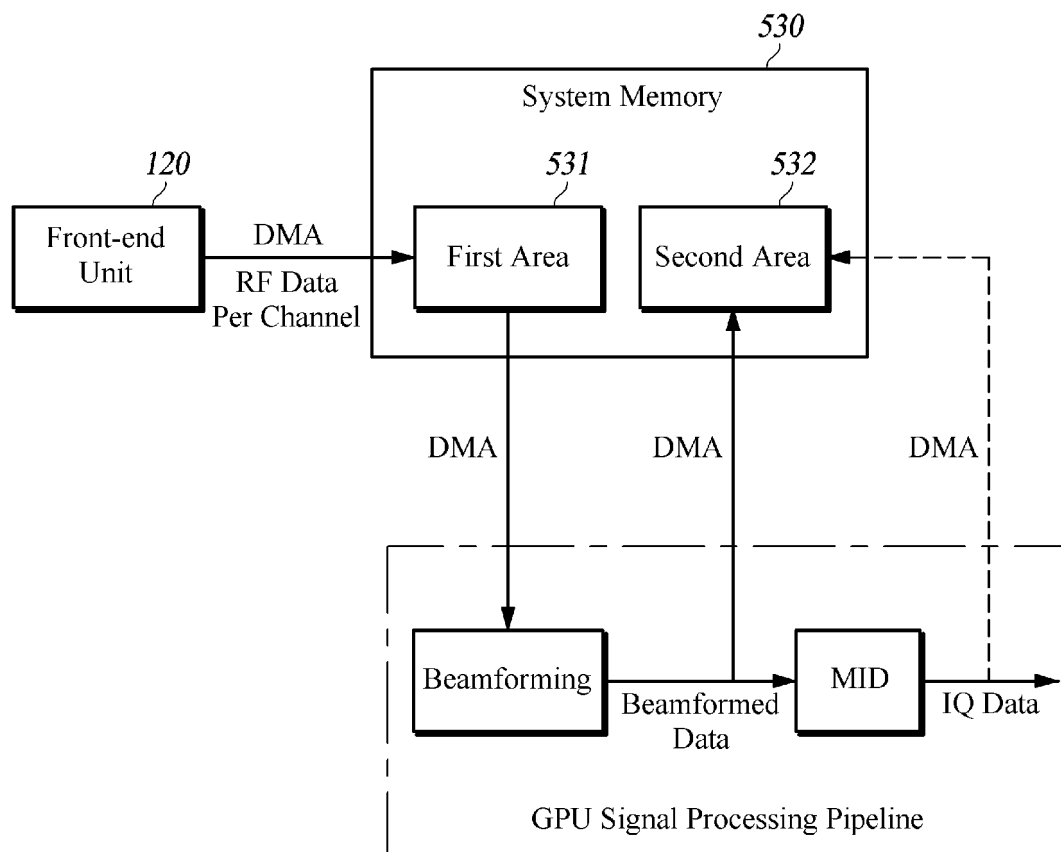 530
System Memory
120
531
532
Front-end
Unit
DMA
RF Data
Per Channel
First Area
Second Area
DMA
DMA
DMA
Beamforming
Beamformed
Data
MID
IQ Data
GPU Signal Processing Pipeline